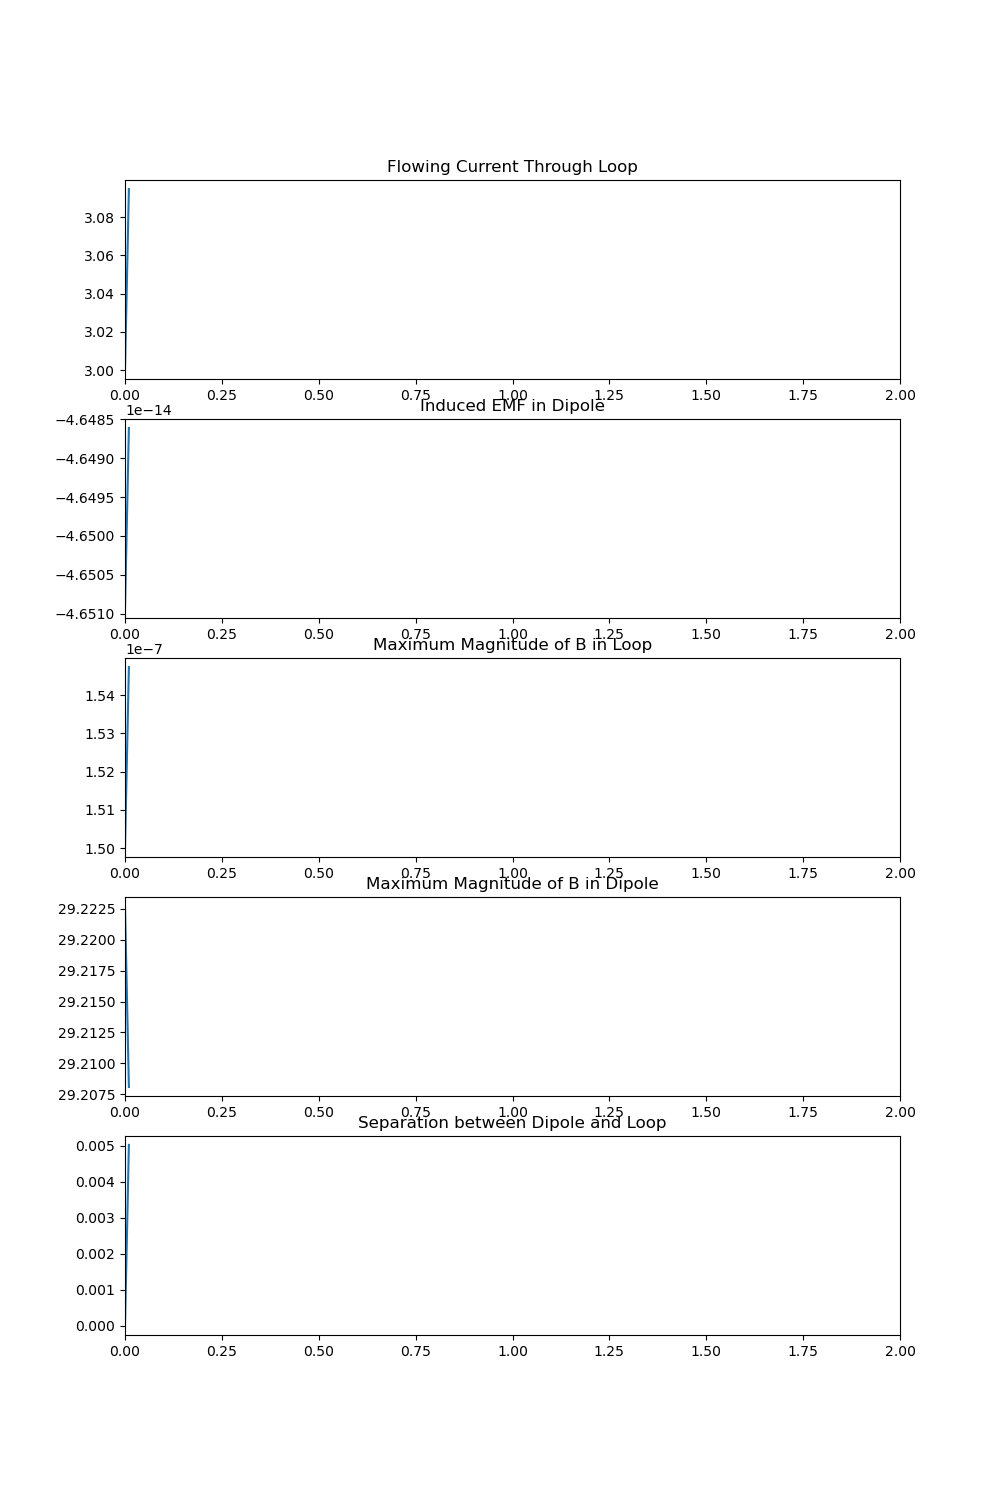 Flowing Current Through Loop
3.08
3.06
3.04
3.02
3.00
0.00 0.25 0.50 0.75 1.00 1.25 1.50 1.75 2.00
Induced EMF in Dipole
1e−14
−4.6485
−4.6490
−4.6495
−4.6500
−4.6505
−4.6510
0.00 0.25 0.50 0.75 1.00 1.25 1.50 1.75 2.00
Maximum Magnitude of B in Loop
1e−7
1.54
1.53
1.52
1.51
1.50
0.00 0.25 0.50 0.75 1.00 1.25 1.50 1.75 2.00
Maximum Magnitude of B in Dipole
29.2225
29.2200
29.2175
29.2150
29.2125
29.2100
29.2075
0.00 0.25 0.50 0.75 1.00 1.25 1.50 1.75 2.00
Separation between Dipole and Loop
0.005
0.004
0.003
0.002
0.001
0.000
0.00 0.25 0.50 0.75 1.00 1.25 1.50 1.75 2.00